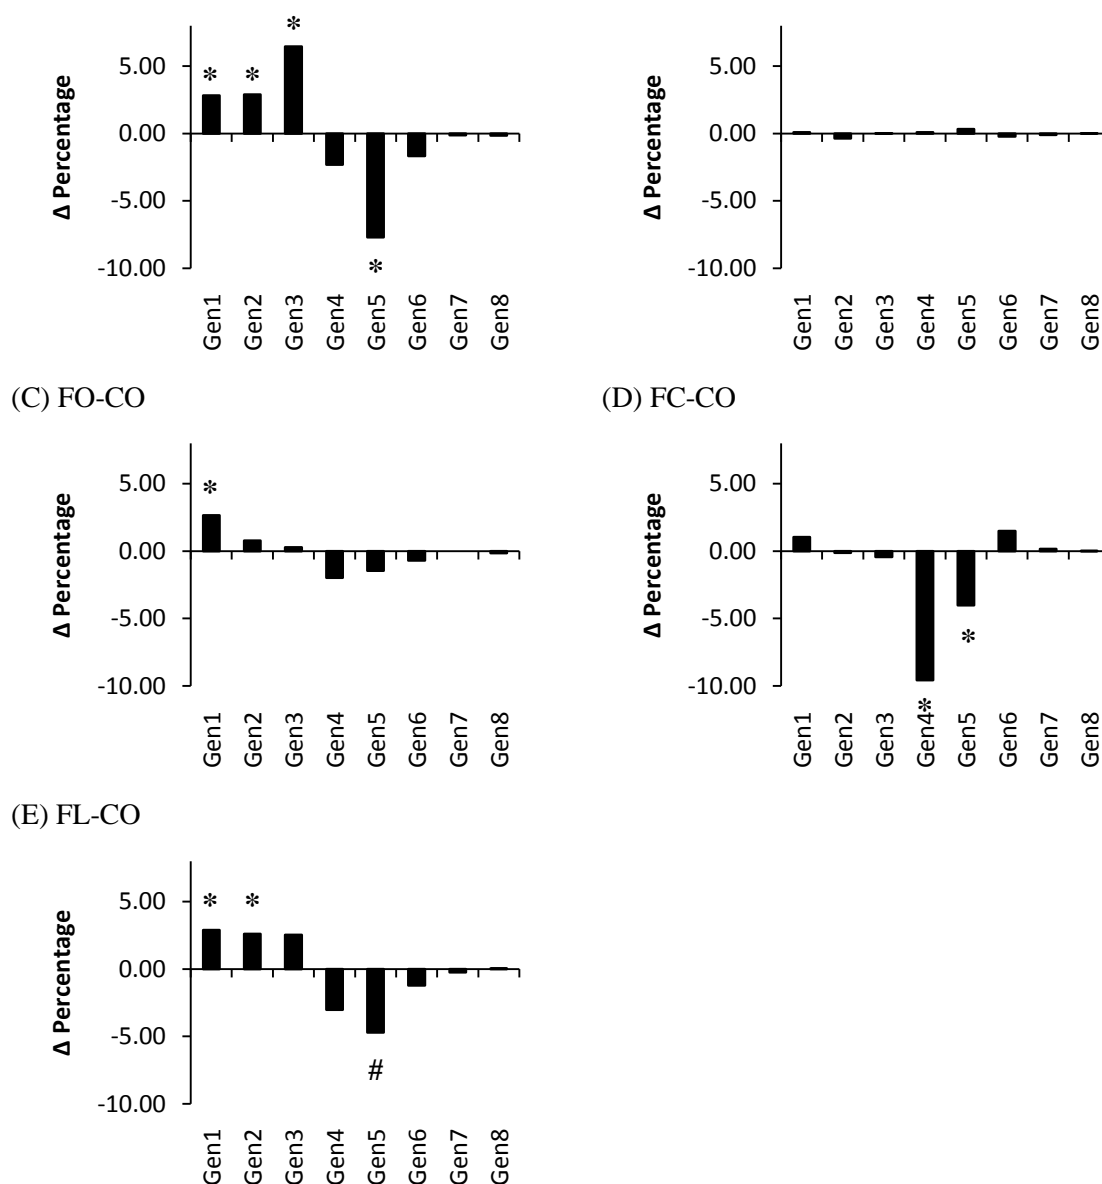 *
* *
5.00
0.00
-5.00
-10.00
*
Δ Percentage
Gen1 Gen2 Gen3 Gen4 Gen5 Gen6 Gen7 Gen8
5.00
0.00
-5.00
-10.00
Δ Percentage
Gen1 Gen2 Gen3 Gen4 Gen5 Gen6 Gen7 Gen8
(C) FO-CO
*
5.00
0.00
-5.00
-10.00
Δ Percentage
Gen1 Gen2 Gen3 Gen4 Gen5 Gen6 Gen7 Gen8
(D) FC-CO
5.00
0.00
-5.00
-10.00
*
*
Δ Percentage
Gen1 Gen2 Gen3 Gen4 Gen5 Gen6 Gen7 Gen8
(E) FL-CO
* *
5.00
0.00
-5.00
-10.00
#
Δ Percentage
Gen1 Gen2 Gen3 Gen4 Gen5 Gen6 Gen7 Gen8